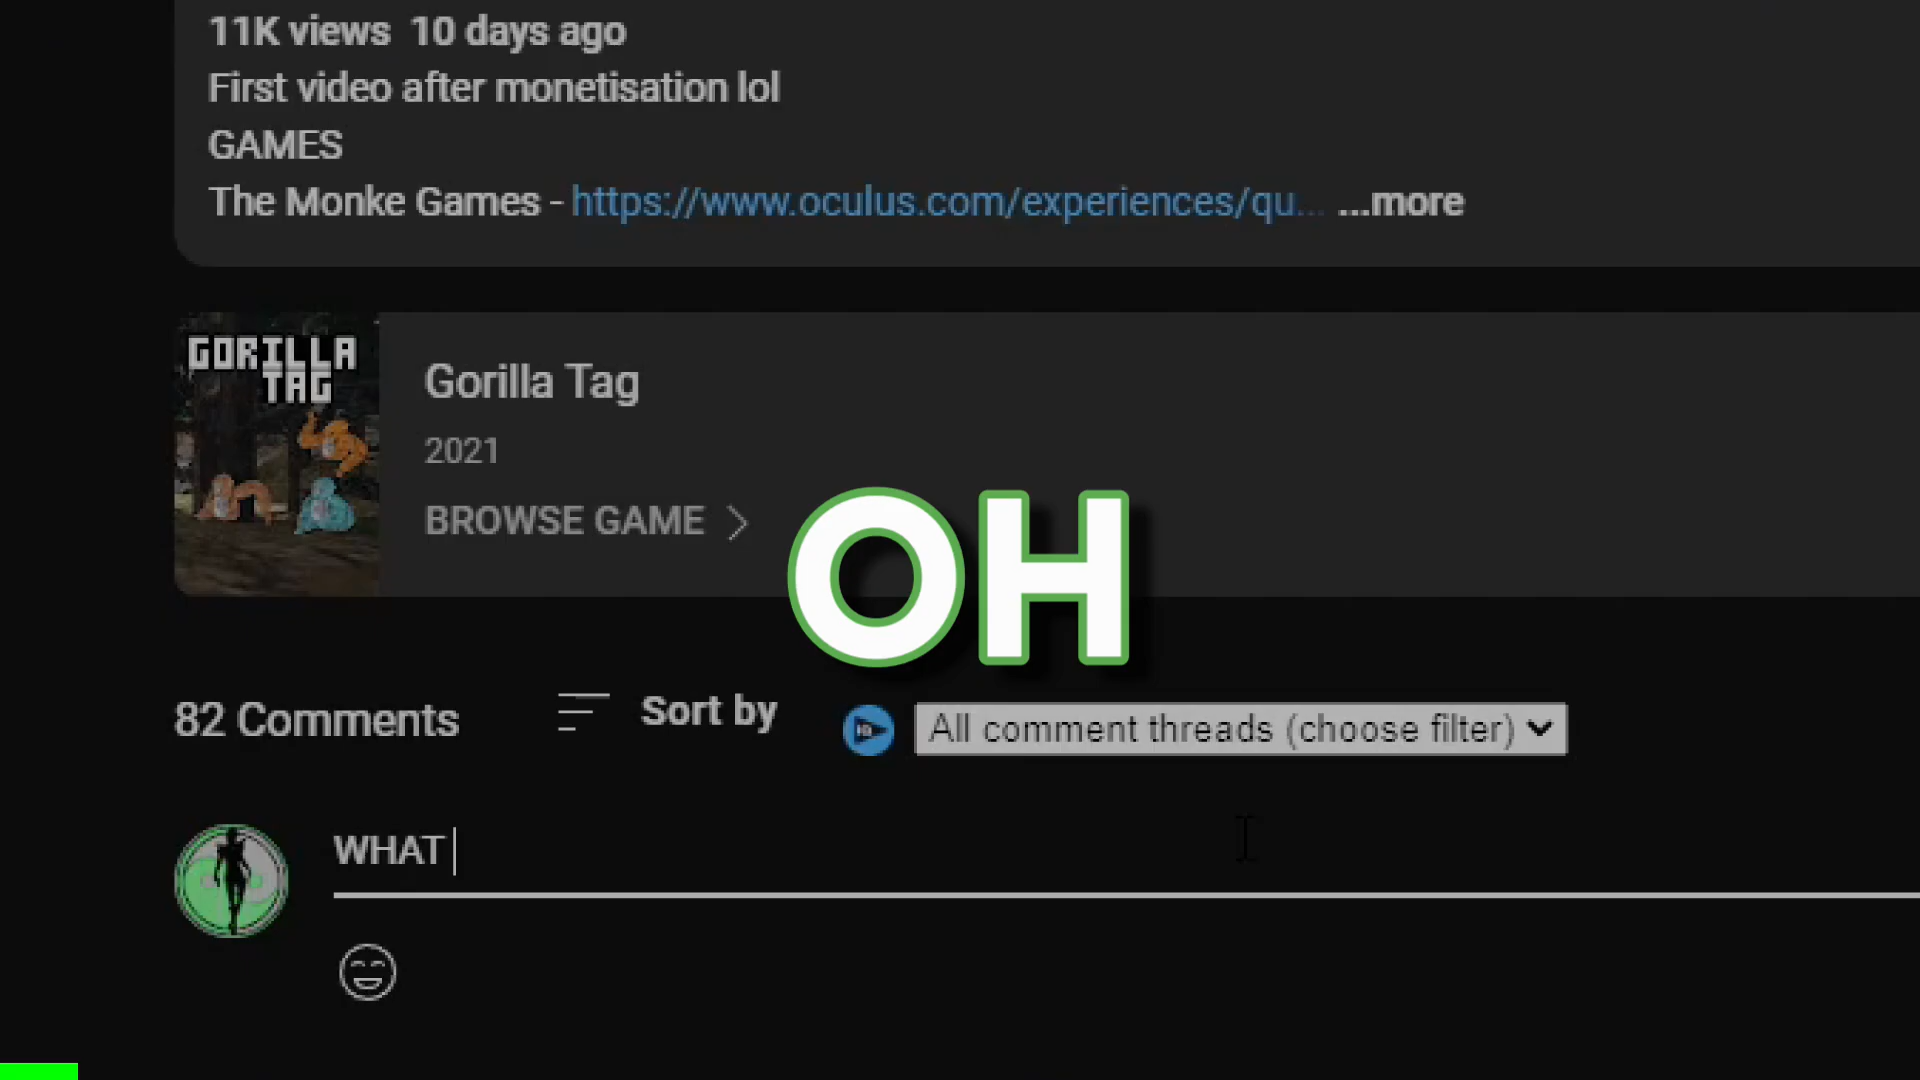 11K views 10 days ago
First video after monetisation lol
GAMES
The Monke Games - https://www.oculus.com/experiences/qu... ...more
GORILLA
TAG
Gorilla Tag
2021
BROWSE GAME
OH
82 Comments
Sort by
All comment threads (choose filter)
WHAT